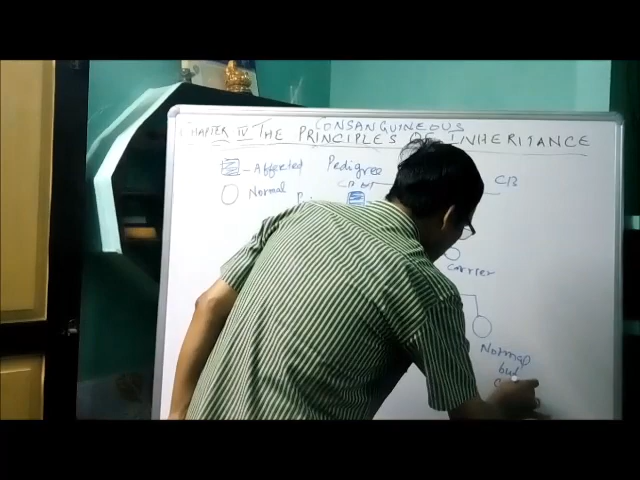 CONSANGUINEOUS
CHAPTER IV THE PRINCIPLES OF INHERITANCE
- Affected Pedigree
CB
- Normal
carrier
Normal
but